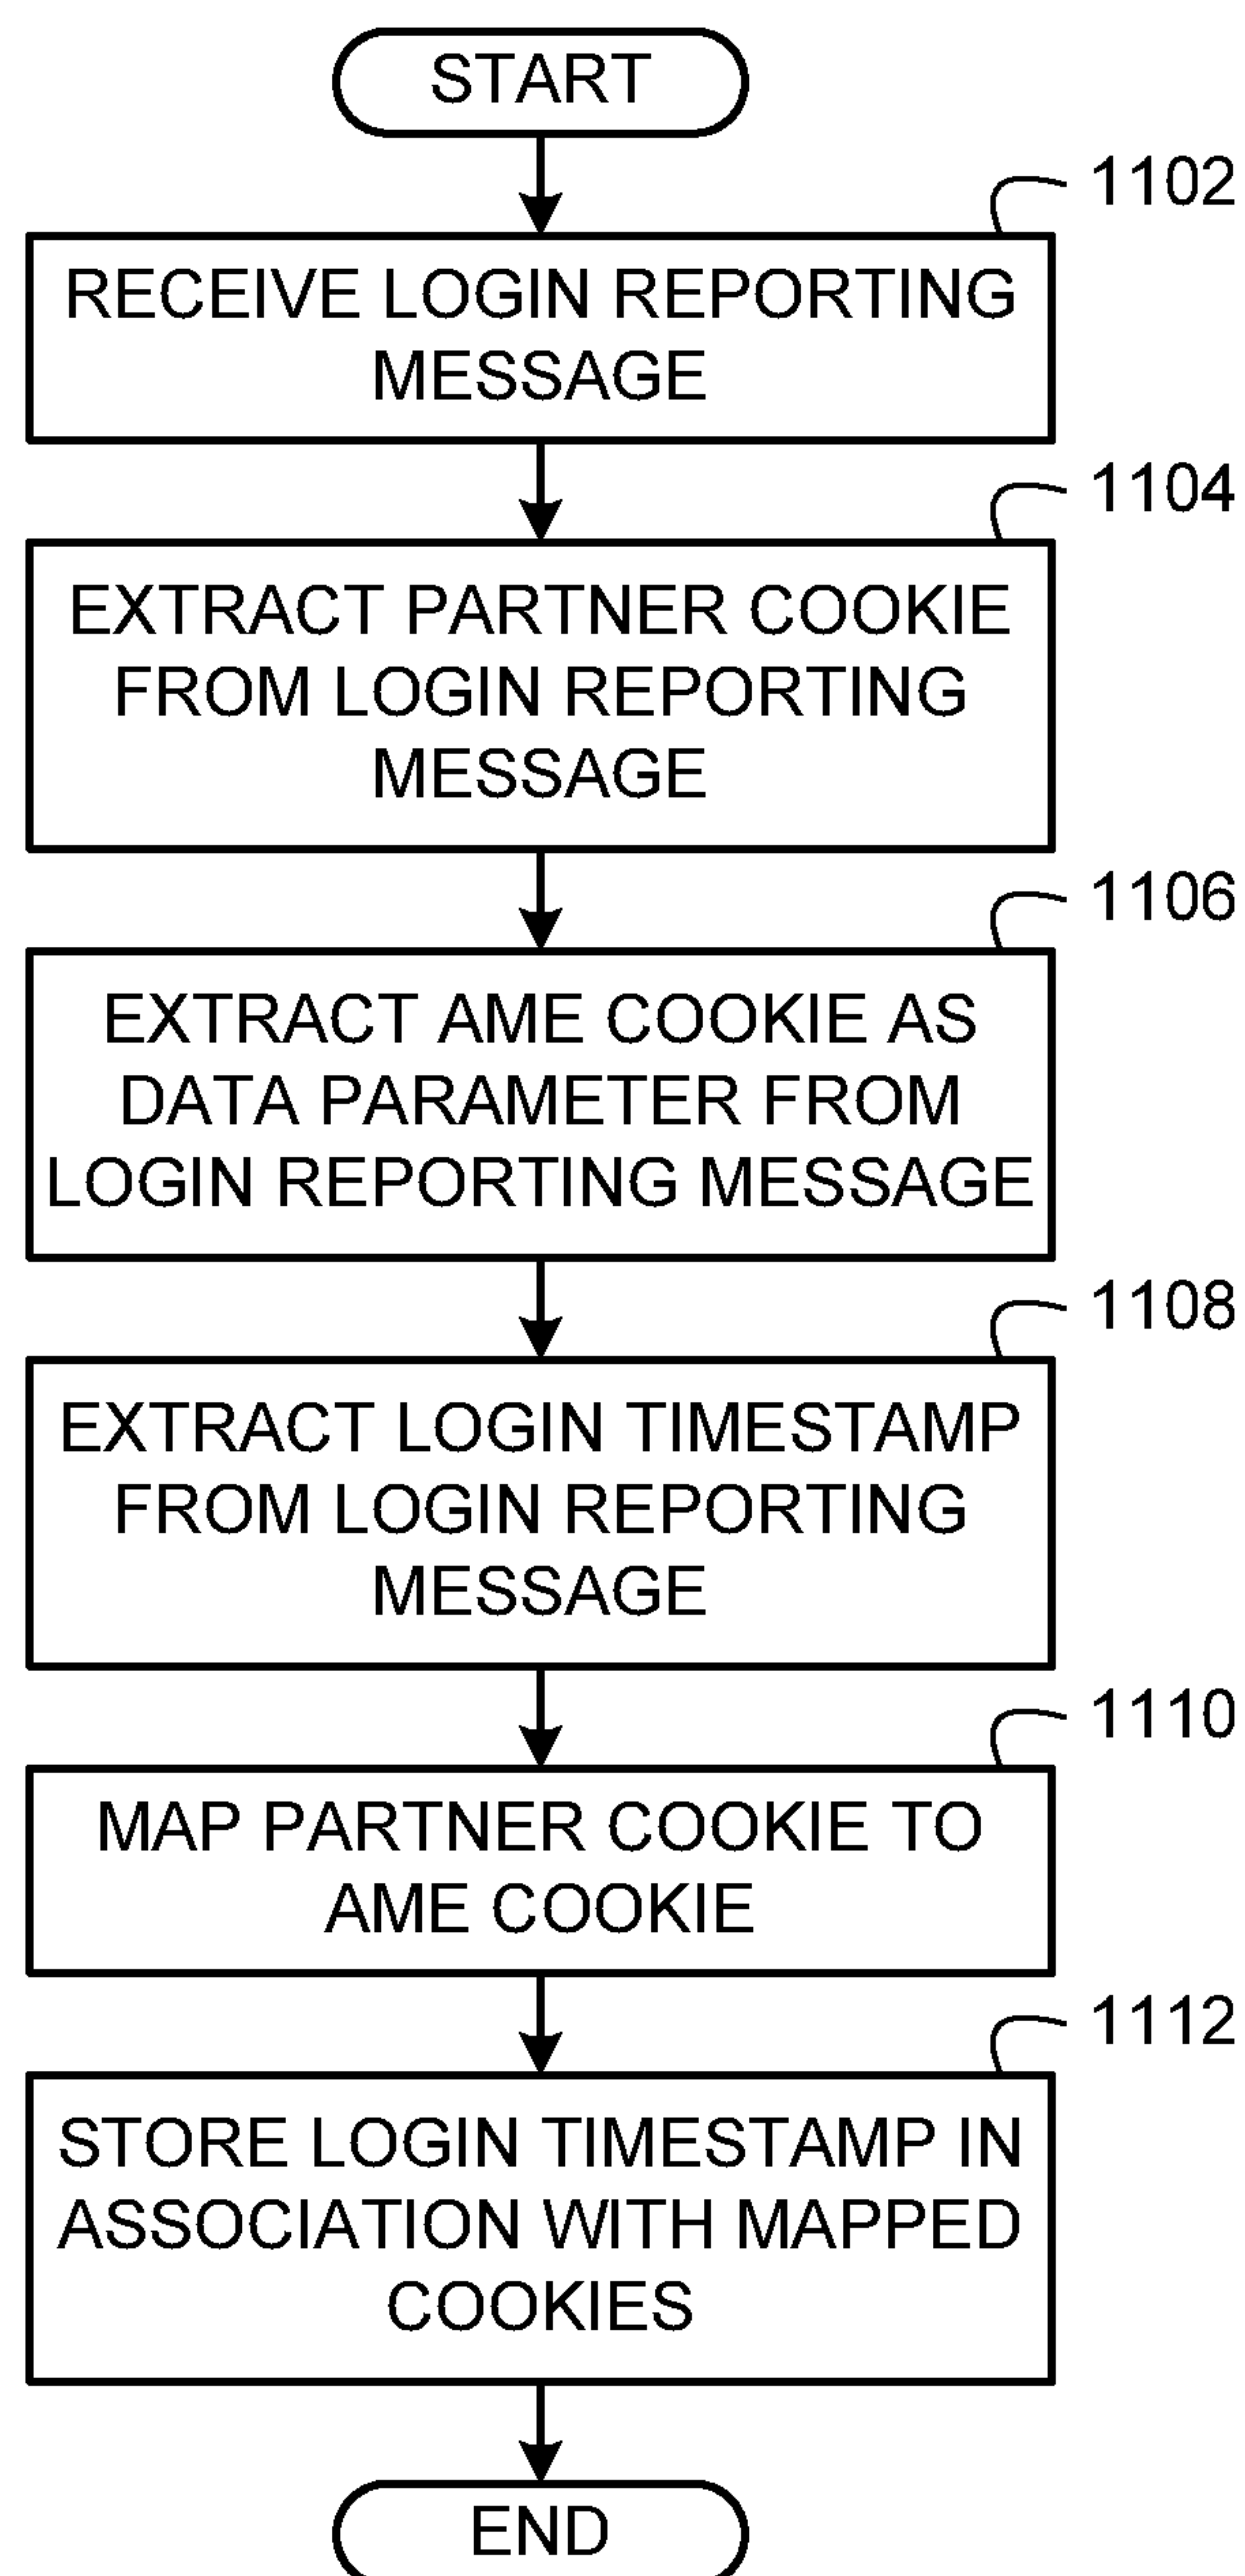 START
1102
RECEIVE LOGIN REPORTING
MESSAGE
1104
EXTRACT PARTNER COOKIE
FROM LOGIN REPORTING
MESSAGE
1106
EXTRACT AME COOKIE AS
DATA PARAMETER FROM
LOGIN REPORTING MESSAGE
1108
EXTRACT LOGIN TIMESTAMP
FROM LOGIN REPORTING
MESSAGE
1110
MAP PARTNER COOKIE TO
AME COOKIE
1112
STORE LOGIN TIMESTAMP IN
ASSOCIATION WITH MAPPED
COOKIES
END